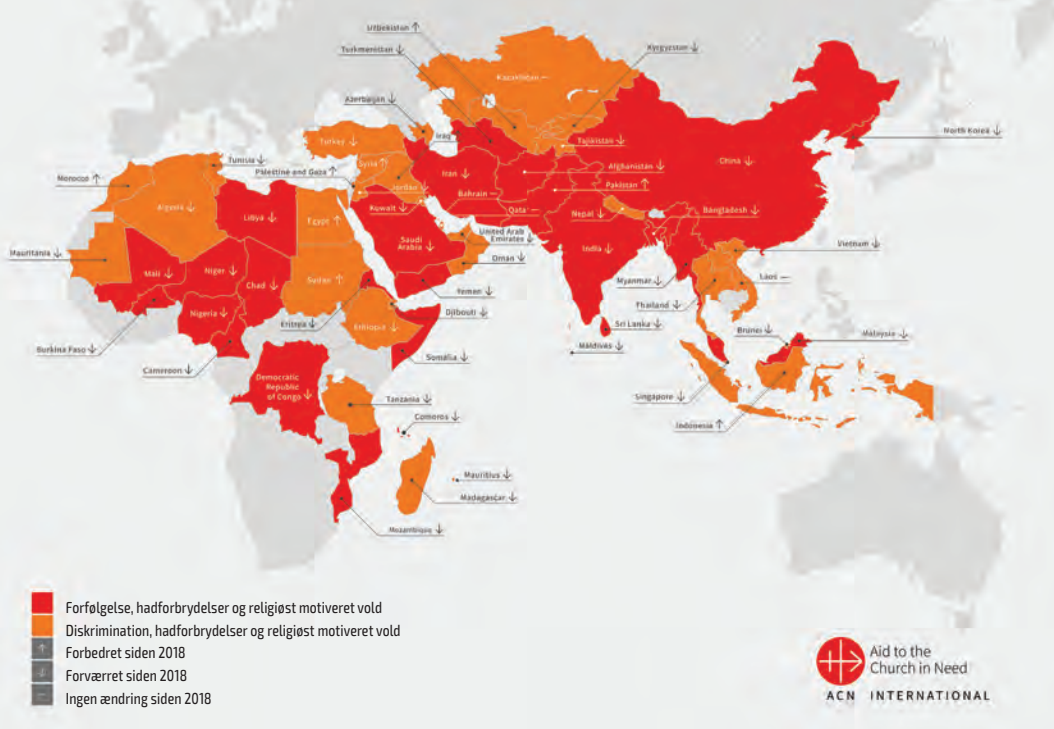 Uzbekistan ↑
Turkmenistan ↓
Kyrgyzstan ↓
Kazakhstan —
Azerbaijan ↓
Iraq
North Korea ↓
Turkey ↓
Tajikistan ↓
Tunisia ↓
Syria ↑
China ↓
Palestine and Gaza ↑
Iran ↓
Afghanistan ↓
Morocco ↑
Jordan
Pakistan ↑
Bahrain —
Algeria ↓
Kuwait ↓
Qata
Nepal ↓
Bangladesh ↓
Libya ↓
Egypt ↑
United Arab
Emirates ↓
Saudi
Arabia ↓
India ↓
Vietnam ↓
Mauritania ↓
Oman ↓
Mali ↓
Niger ↓
Chad ↓
Sudan ↑
Myanmar ↓
Laos —
Yemen ↓
Thailand ↓
Nigeria ↓
Djibouti ↓
Eritrea ↓
Ethiopia ↓
Sri Lanka ↓
Brunei ↓
Malaysia ↓
Burkina Faso ↓
Somalia ↓
Maldives ↓
Cameroon ↓
Democratic
Republic
of Congo ↓
Tanzania ↓
Singapore ↓
Comoros ↓
Indonesia ↑
Mauritius ↓
Madagascar ↓
Mozambique ↓
Forfølgelse, hadforbrydelser og religiøst motiveret vold
Diskrimination, hadforbrydelser og religiøst motiveret vold
↑ Forbedret siden 2018
↓ Forværret siden 2018
— Ingen ændring siden 2018
Aid to the
Church in Need
ACN INTERNATIONAL